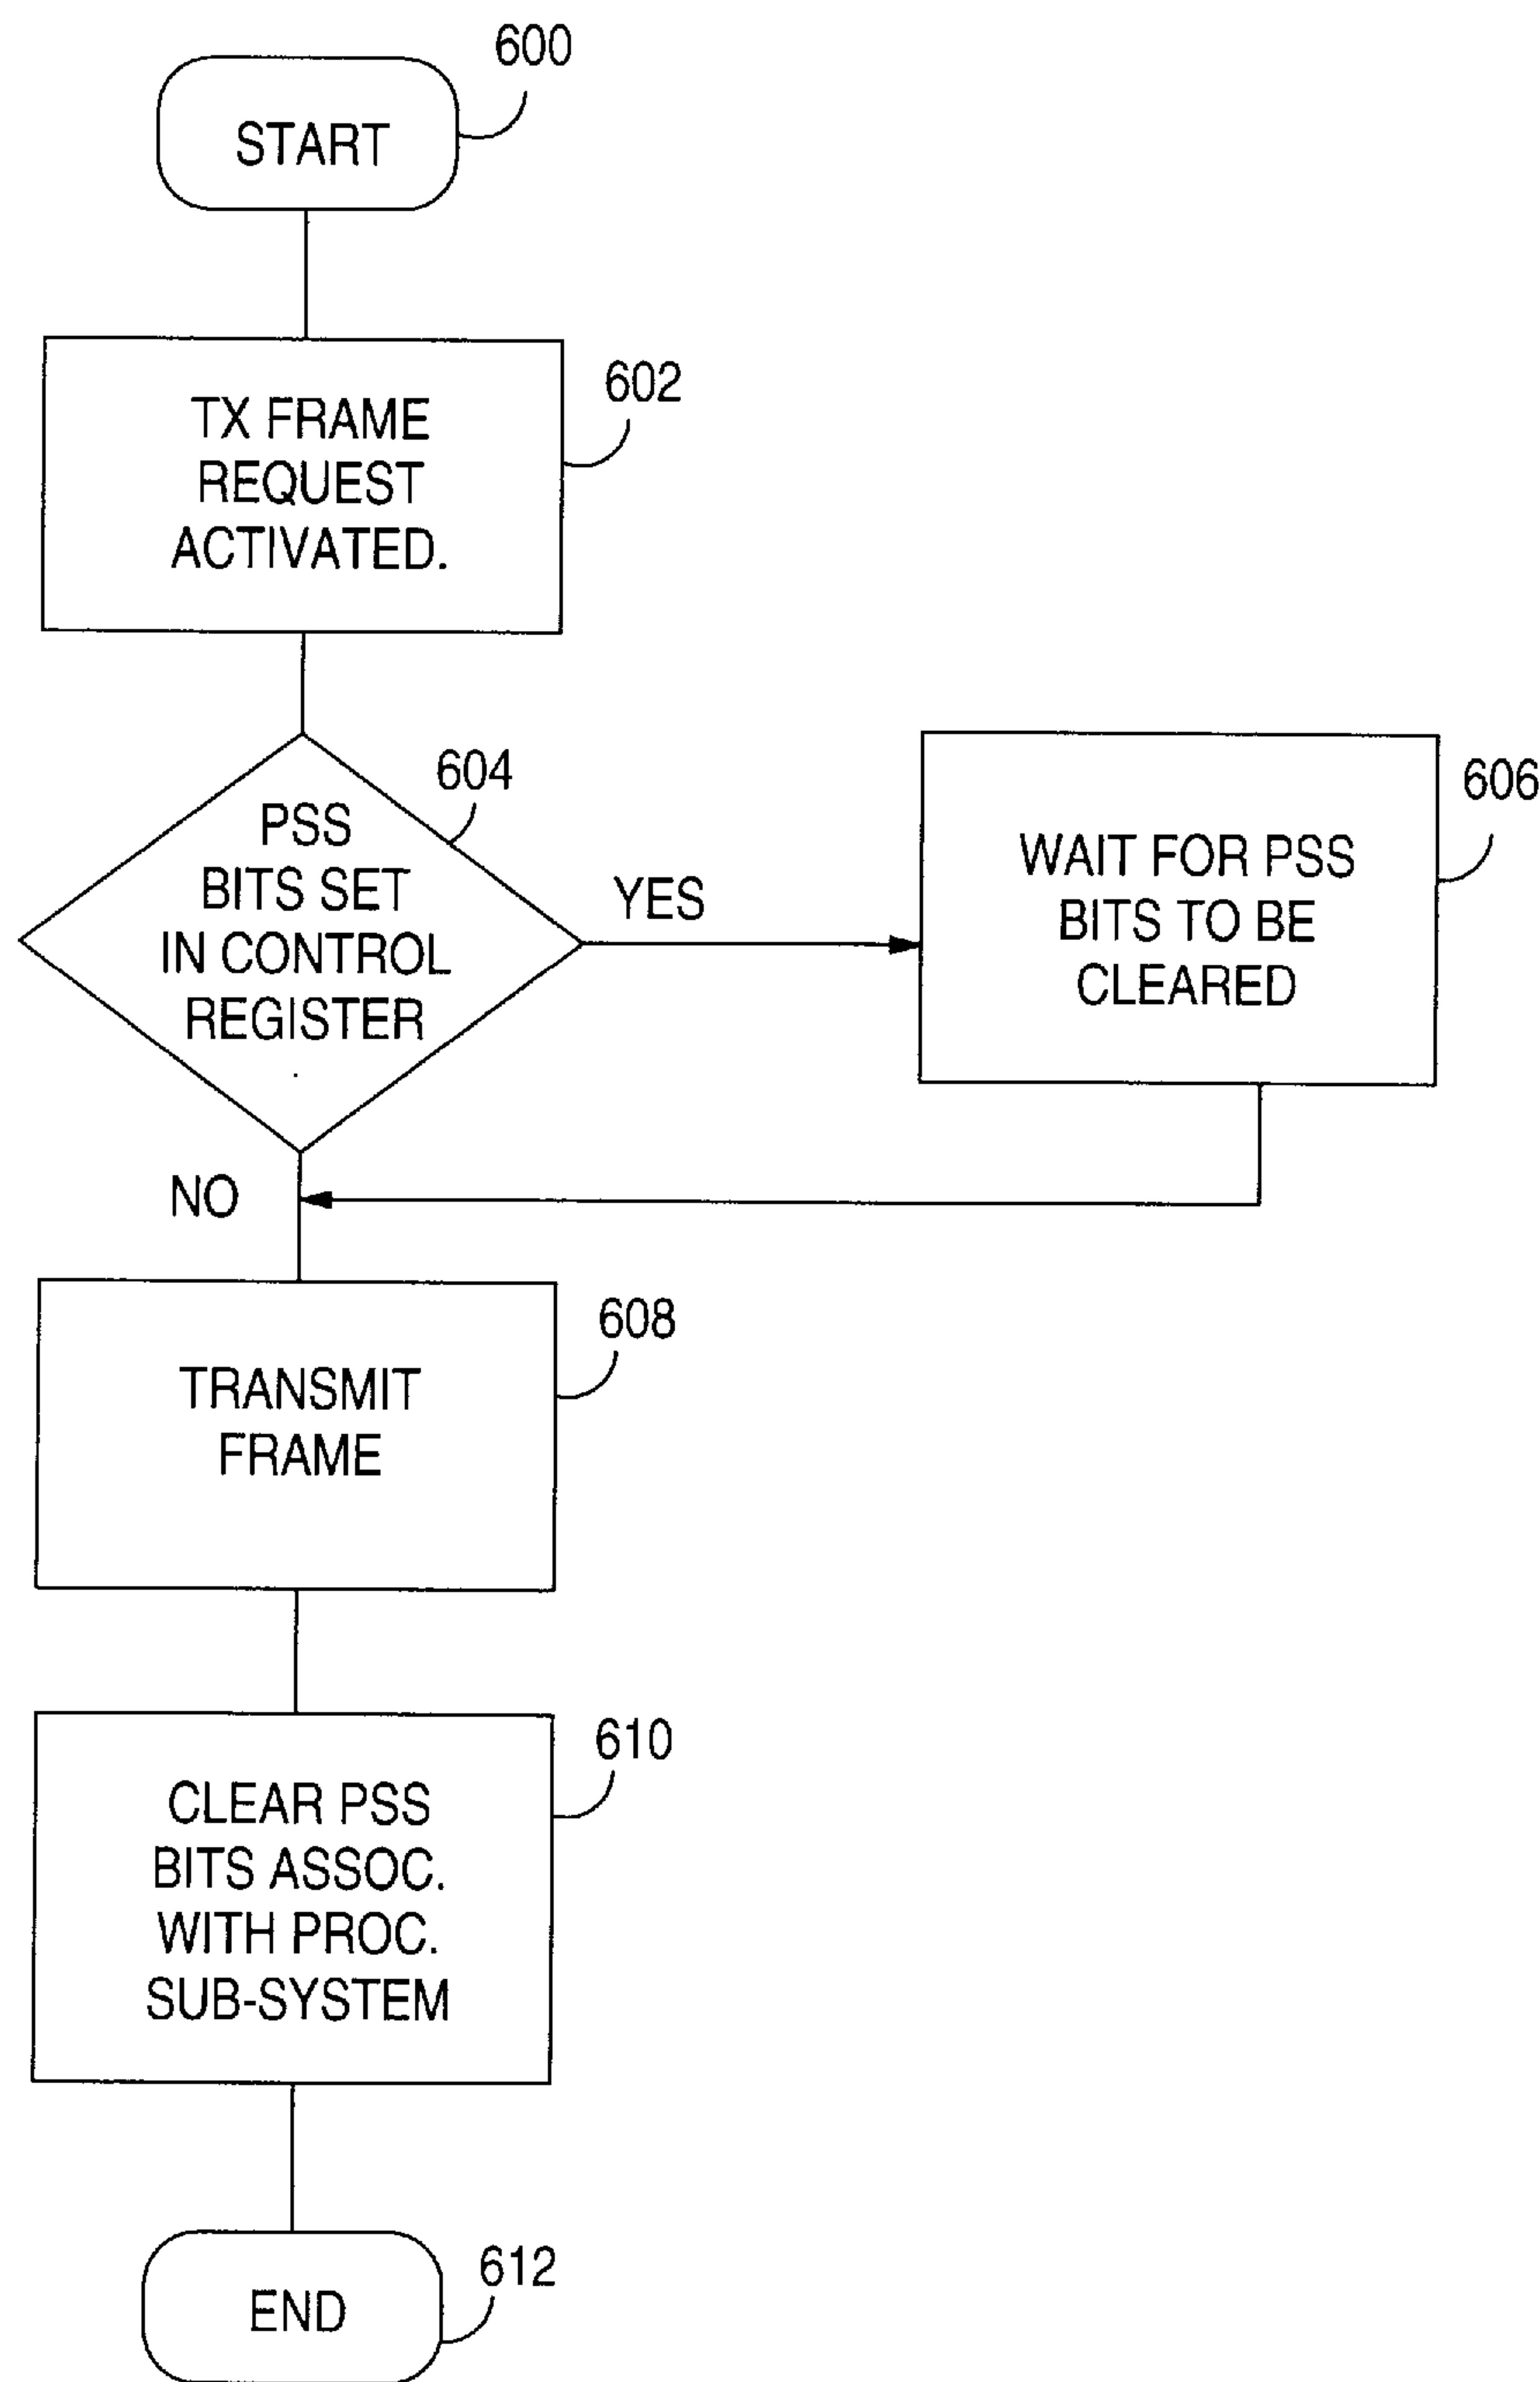 600
START
602
TX FRAME
REQUEST
ACTIVATED.
604
PSS
BITS SET
IN CONTROL
REGISTER
YES
606
WAIT FOR PSS
BITS TO BE
CLEARED
NO
608
TRANSMIT
FRAME
610
CLEAR PSS
BITS ASSOC.
WITH PROC.
SUB-SYSTEM
612
END